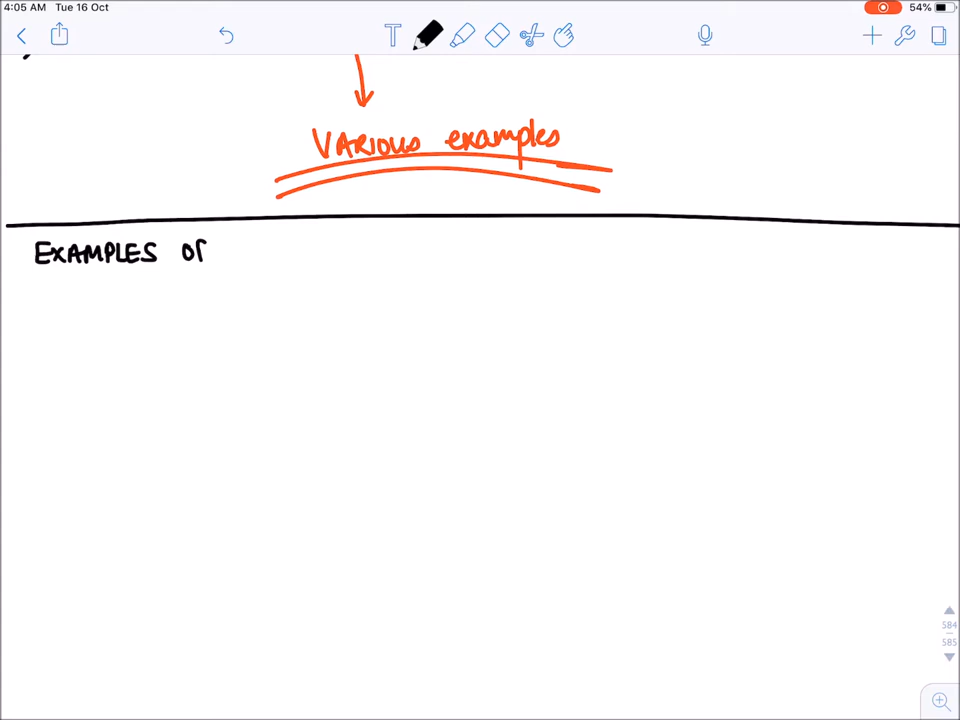 4:05 AM Tue 16 Oct 54%
T
VARIOUS examples
EXAMPLES Of
584
585